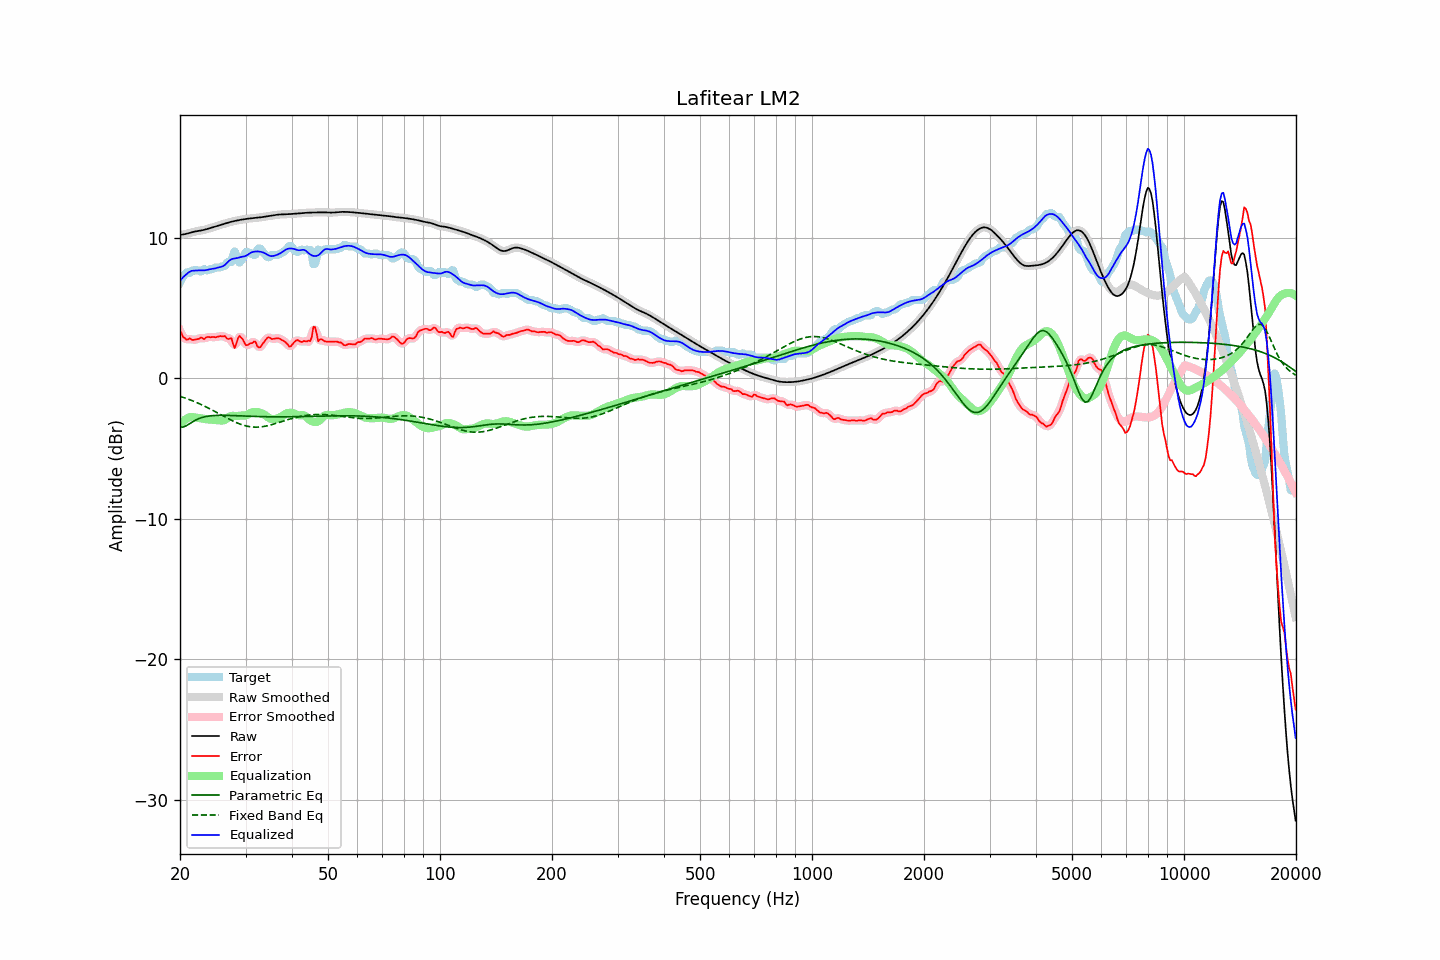 Lafitear LM2
10
0
−10
−20
−30
Amplitude (dBr)
Target
Raw Smoothed
Error Smoothed
Raw
Error
Equalization
Parametric Eq
Fixed Band Eq
Equalized
20 50 100 200 500 1000 2000 5000 10000 20000
Frequency (Hz)